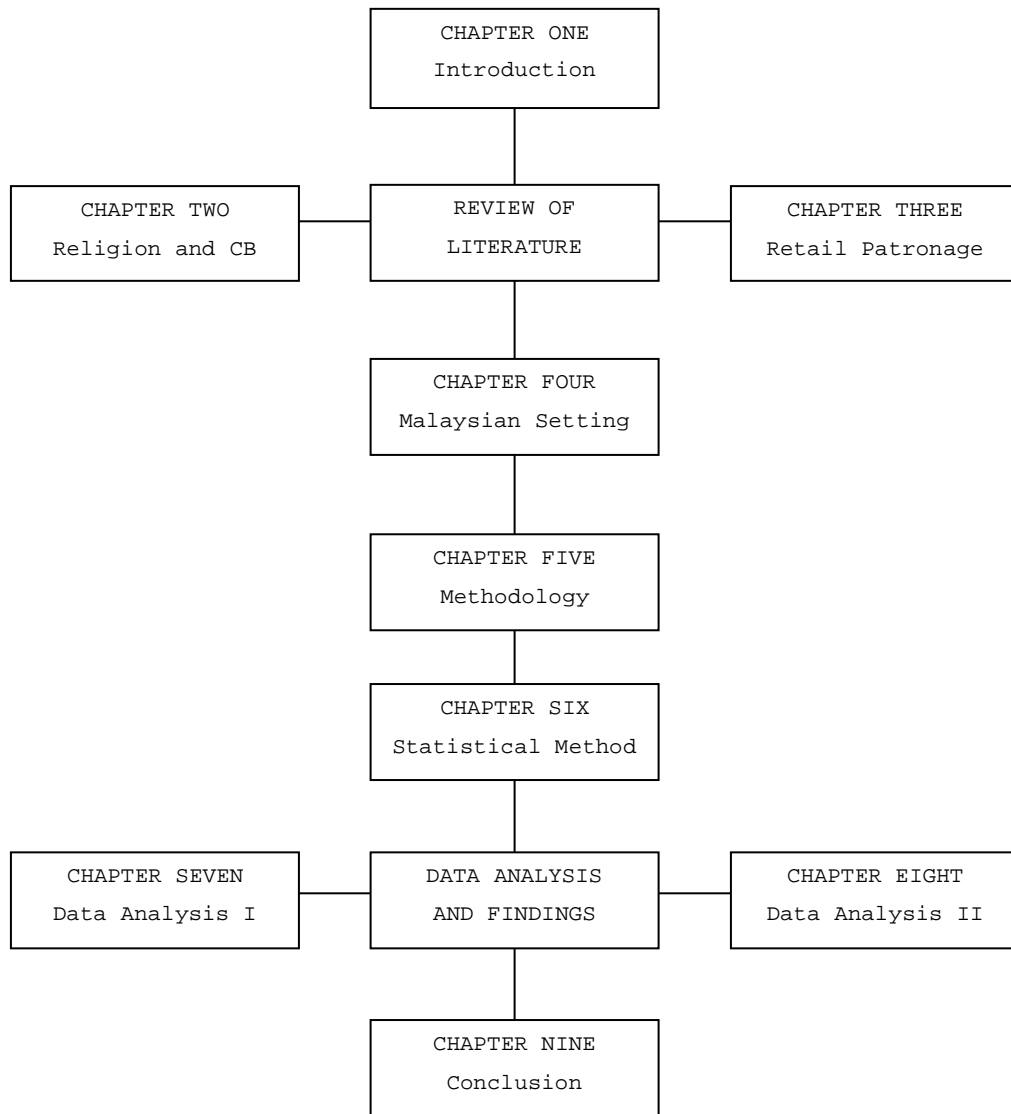 CHAPTER ONE
Introduction
CHAPTER TWO
Religion and CB
REVIEW OF
LITERATURE
CHAPTER THREE
Retail Patronage
CHAPTER FOUR
Malaysian Setting
CHAPTER FIVE
Methodology
CHAPTER SIX
Statistical Method
CHAPTER SEVEN
Data Analysis I
DATA ANALYSIS
AND FINDINGS
CHAPTER EIGHT
Data Analysis II
CHAPTER NINE
Conclusion